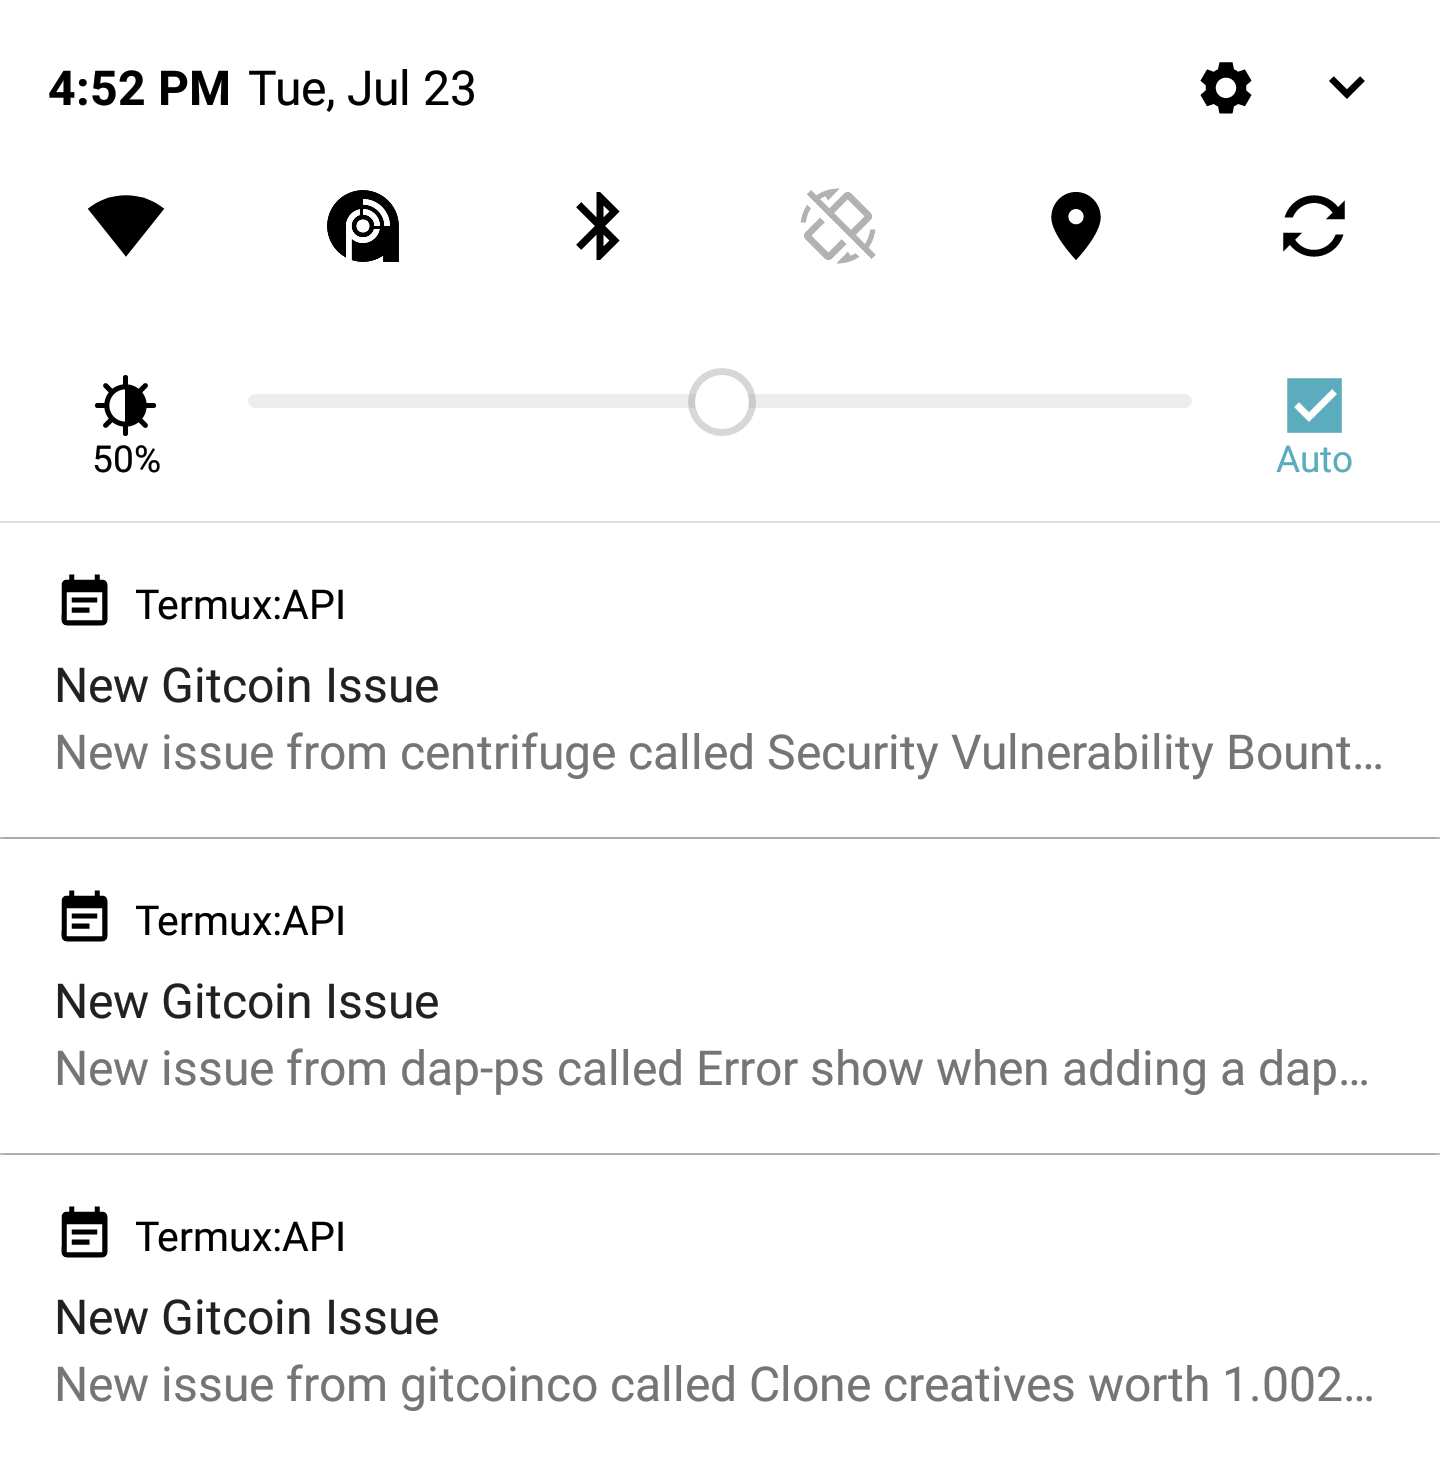 4:52 PM Tue, Jul 23
50%
Auto
Termux:API
New Gitcoin Issue
New issue from centrifuge called Security Vulnerability Bount...
Termux:API
New Gitcoin Issue
New issue from dap-ps called Error show when adding a dap...
Termux:API
New Gitcoin Issue
New issue from gitcoinco called Clone creatives worth 1.002...